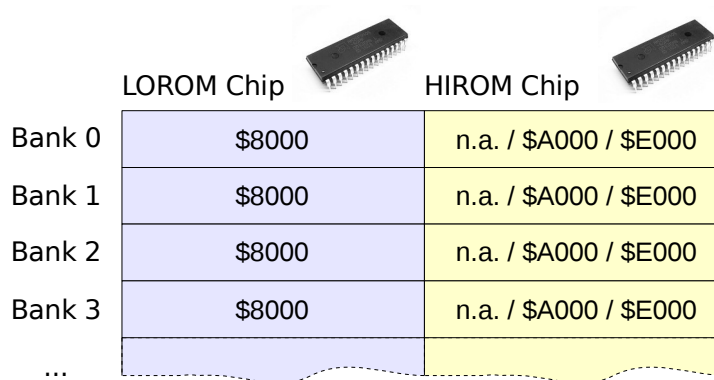 LOROM Chip HIROM Chip
Bank 0 $8000 n.a. / $A000 / $E000
Bank 1 $8000 n.a. / $A000 / $E000
Bank 2 $8000 n.a. / $A000 / $E000
Bank 3 $8000 n.a. / $A000 / $E000
...